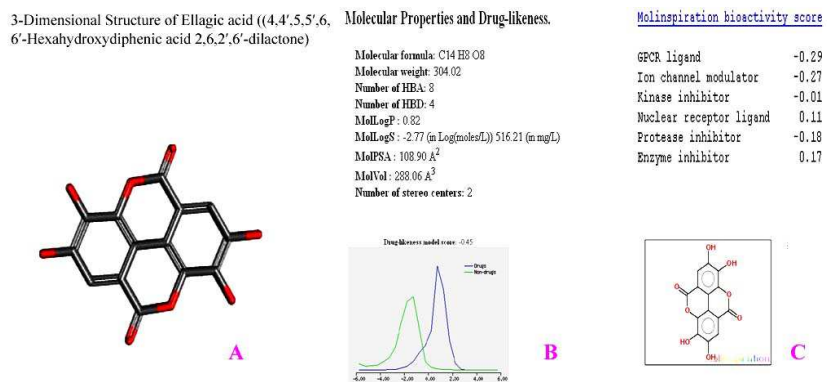 3-Dimensional Structure of Ellagic acid ((4,4′,5,5′,6,
6′-Hexahydroxydiphenic acid 2,6,2′,6′-dilactone)
A
Molecular Properties and Drug-likeness.
Molecular formula: C14 H8 O8
Molecular weight: 304.02
Number of HBA: 8
Number of HBD: 4
MolLogP : 0.82
MolLogS : -2.77 (in Log(moles/L)) 516.21 (in mg/L)
MolPSA : 108.90 A2
MolVol : 288.06 A3
Number of stereo centers: 2
Drug-likeness model score: -0.45
Drugs
Non-drugs
-6.00 -4.00 -2.00 0.00 2.00 4.00 6.00
B
Molinspiration bioactivity score
GPCR ligand -0.29
Ion channel modulator -0.27
Kinase inhibitor -0.01
Nuclear receptor ligand 0.11
Protease inhibitor -0.18
Enzyme inhibitor 0.17
OH
OH
O
O
O
O
HO
OH
C